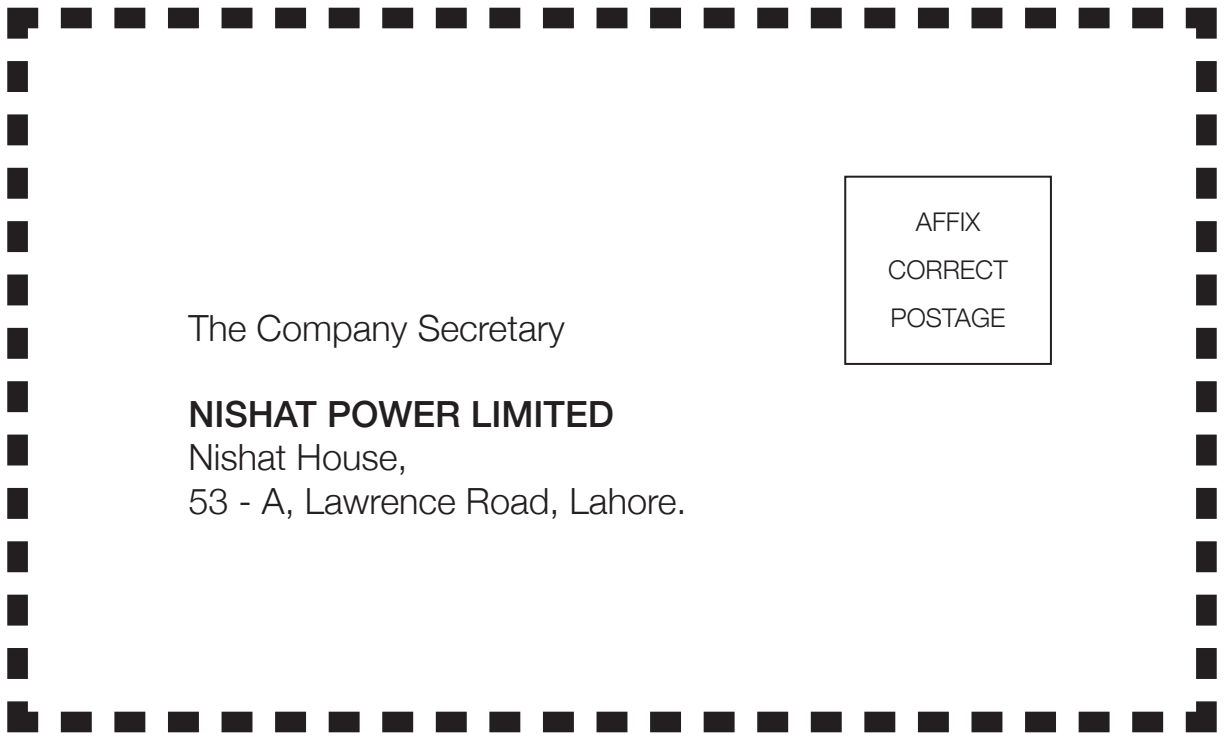 AFFIX
CORRECT
POSTAGE
The Company Secretary
NISHAT POWER LIMITED
Nishat House,
53 - A, Lawrence Road, Lahore.